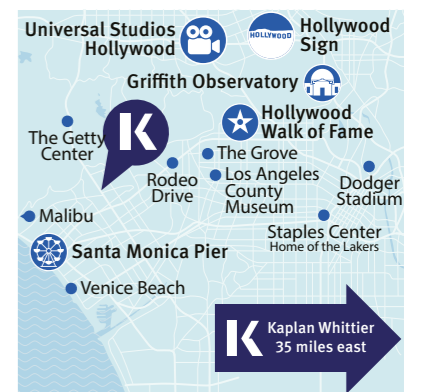 Universal Studios
Hollywood
HOLLYWOOD
Hollywood
Sign
Griffith Observatory
Hollywood
Walk of Fame
The Getty
Center
K
The Grove
Rodeo
Drive
Los Angeles
County
Museum
Dodger
Stadium
Malibu
Staples Center
Home of the Lakers
Santa Monica Pier
Venice Beach
K
Kaplan Whittier
35 miles east